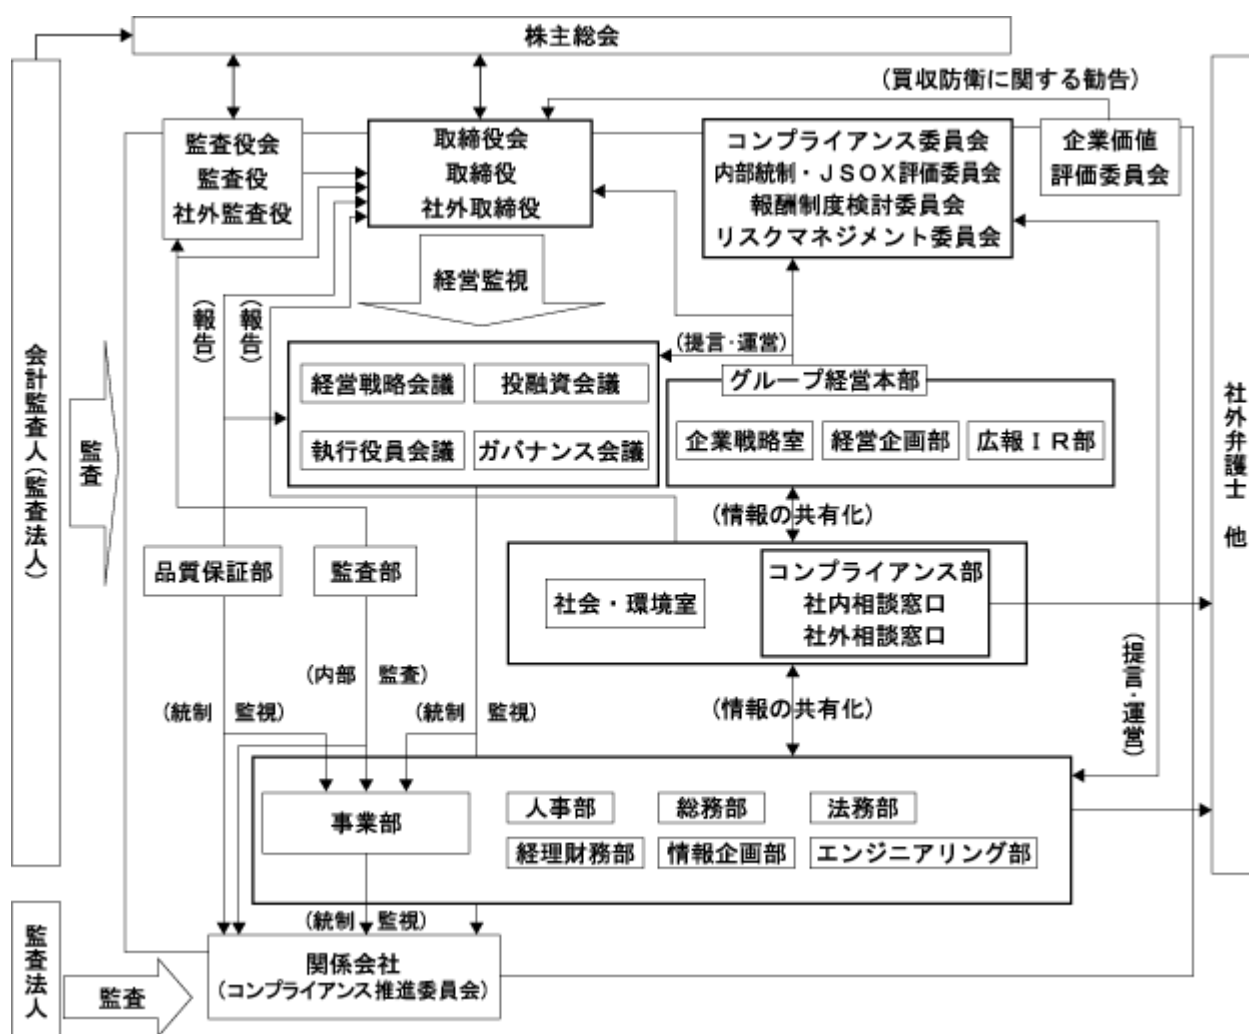 株主総会
(買収防衛に関する勧告)
監査役会
監査役
社外監査役
取締役会
取締役
社外取締役
コンプライアンス委員会
内部統制・JSOX評価委員会
報酬制度検討委員会
リスクマネジメント委員会
企業価値
評価委員会
経営監視
(報告)
(報告)
(提言・運営)
会計監査人(監査法人)
監査
経営戦略会議
投融資会議
執行役員会議
ガバナンス会議
グループ経営本部
企業戦略室
経営企画部
広報IR部
社外弁護士 他
(情報の共有化)
品質保証部
監査部
社会・環境室
コンプライアンス部
社内相談窓口
社外相談窓口
(内部 監査)
(統制 監視)
(統制 監視)
(情報の共有化)
(提言・運営)
事業部
人事部
総務部
法務部
経理財務部
情報企画部
エンジニアリング部
(統制 監視)
監査法人
監査
関係会社
(コンプライアンス推進委員会)